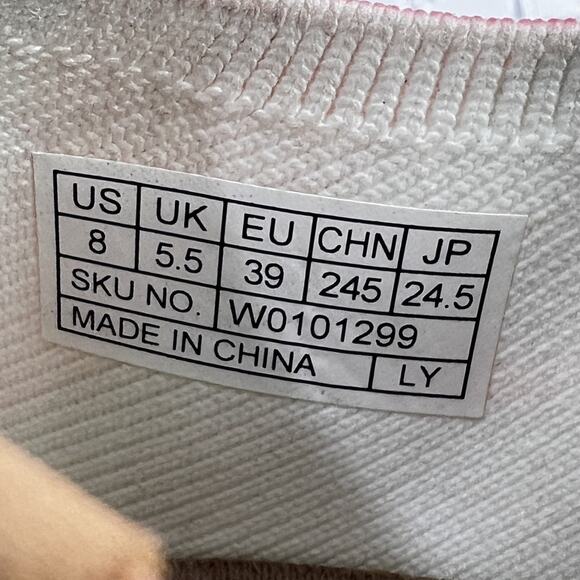 US UK EU CHN JP
8 5.5 39 245 24.5
SKU NO. W0101299
MADE IN CHINA LY